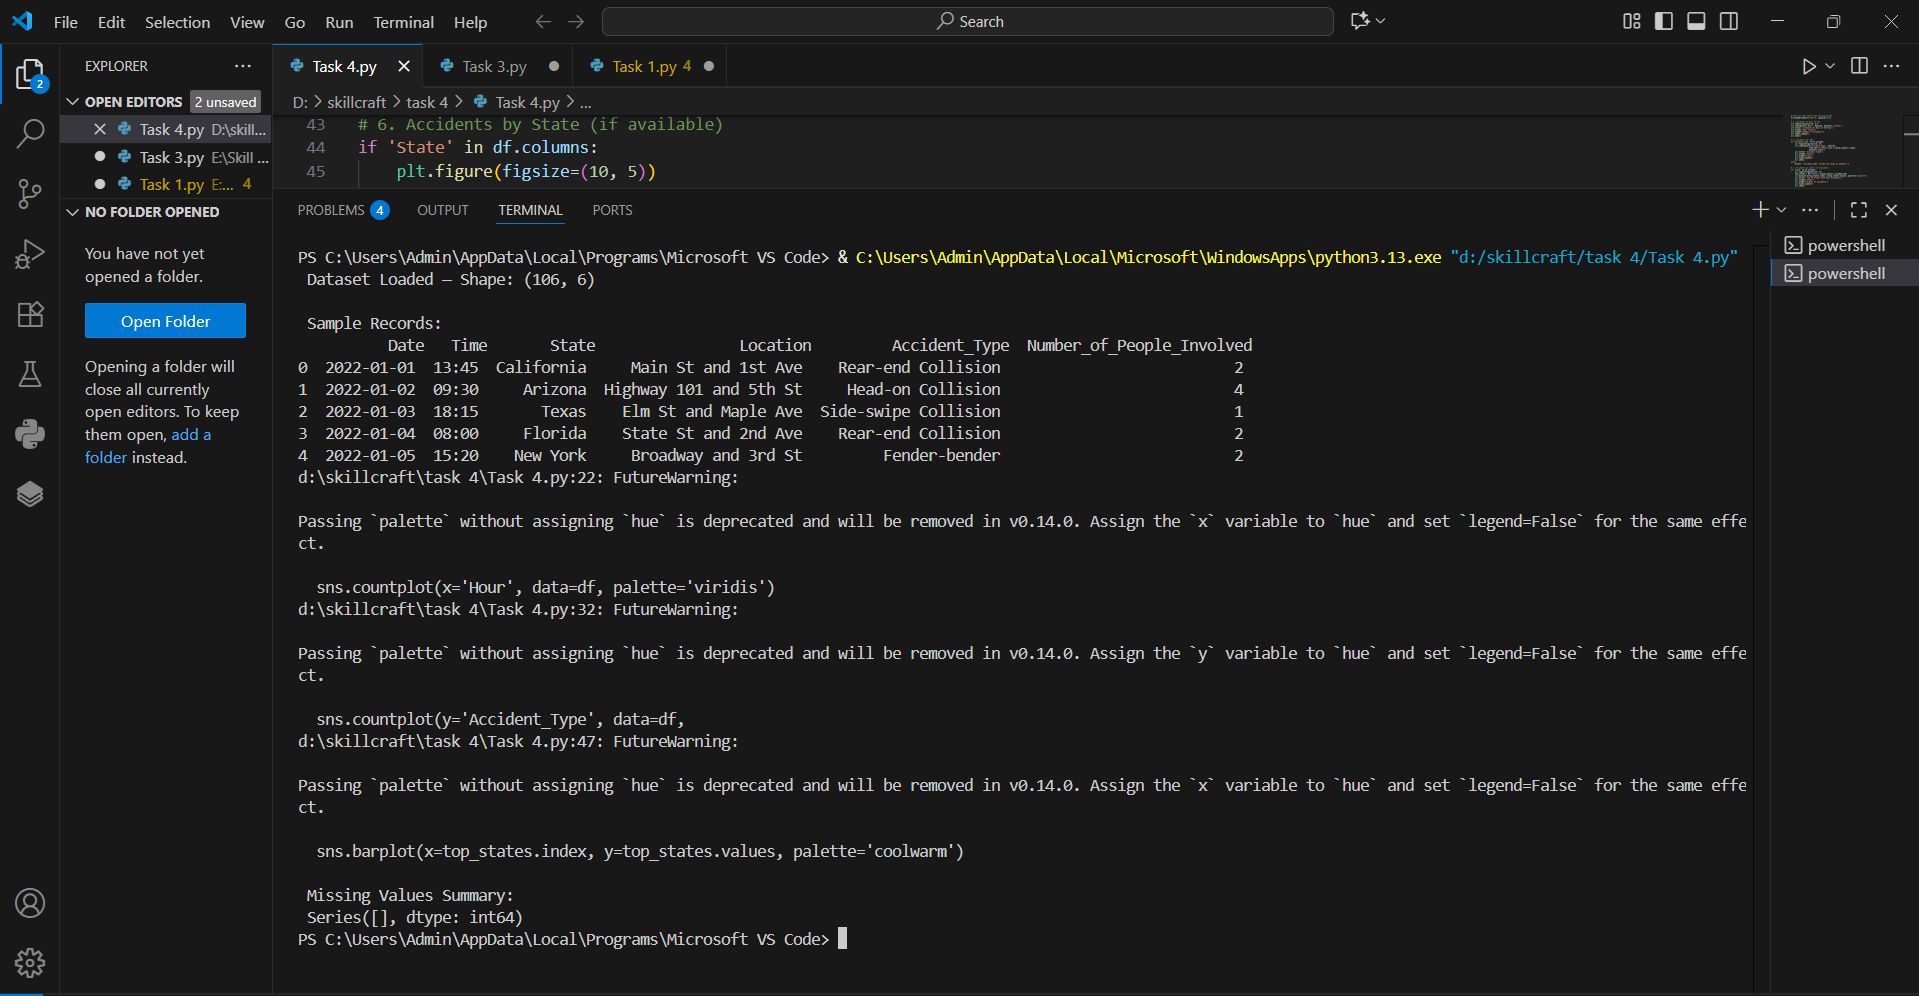 File Edit Selection View Go Run Terminal Help
Search
EXPLORER
Task 4.py
Task 3.py
Task 1.py 4
OPEN EDITORS 2 unsaved
Task 4.py D:\skill...
Task 3.py E:\Skill ...
Task 1.py E:... 4
NO FOLDER OPENED
You have not yet
opened a folder.
Open Folder
Opening a folder will
close all currently
open editors. To keep
them open, add a
folder instead.
2
D: > skillcraft > task 4 > Task 4.py > ...
43 # 6. Accidents by State (if available)
44 if 'State' in df.columns:
45 plt.figure(figsize=(10, 5))
PROBLEMS 4 OUTPUT TERMINAL PORTS
powershell
powershell
PS C:\Users\Admin\AppData\Local\Programs\Microsoft VS Code> & C:\Users\Admin\AppData\Local\Microsoft\WindowsApps\python3.13.exe "d:/skillcraft/task 4/Task 4.py"
Dataset Loaded — Shape: (106, 6)
Sample Records:
Date Time State Location Accident_Type Number_of_People_Involved
0 2022-01-01 13:45 California Main St and 1st Ave Rear-end Collision 2
1 2022-01-02 09:30 Arizona Highway 101 and 5th St Head-on Collision 4
2 2022-01-03 18:15 Texas Elm St and Maple Ave Side-swipe Collision 1
3 2022-01-04 08:00 Florida State St and 2nd Ave Rear-end Collision 2
4 2022-01-05 15:20 New York Broadway and 3rd St Fender-bender 2
d:\skillcraft\task 4\Task 4.py:22: FutureWarning:
Passing `palette` without assigning `hue` is deprecated and will be removed in v0.14.0. Assign the `x` variable to `hue` and set `legend=False` for the same effe
ct.
sns.countplot(x='Hour', data=df, palette='viridis')
d:\skillcraft\task 4\Task 4.py:32: FutureWarning:
Passing `palette` without assigning `hue` is deprecated and will be removed in v0.14.0. Assign the `y` variable to `hue` and set `legend=False` for the same effe
ct.
sns.countplot(y='Accident_Type', data=df,
d:\skillcraft\task 4\Task 4.py:47: FutureWarning:
Passing `palette` without assigning `hue` is deprecated and will be removed in v0.14.0. Assign the `x` variable to `hue` and set `legend=False` for the same effe
ct.
sns.barplot(x=top_states.index, y=top_states.values, palette='coolwarm')
Missing Values Summary:
Series([], dtype: int64)
PS C:\Users\Admin\AppData\Local\Programs\Microsoft VS Code>